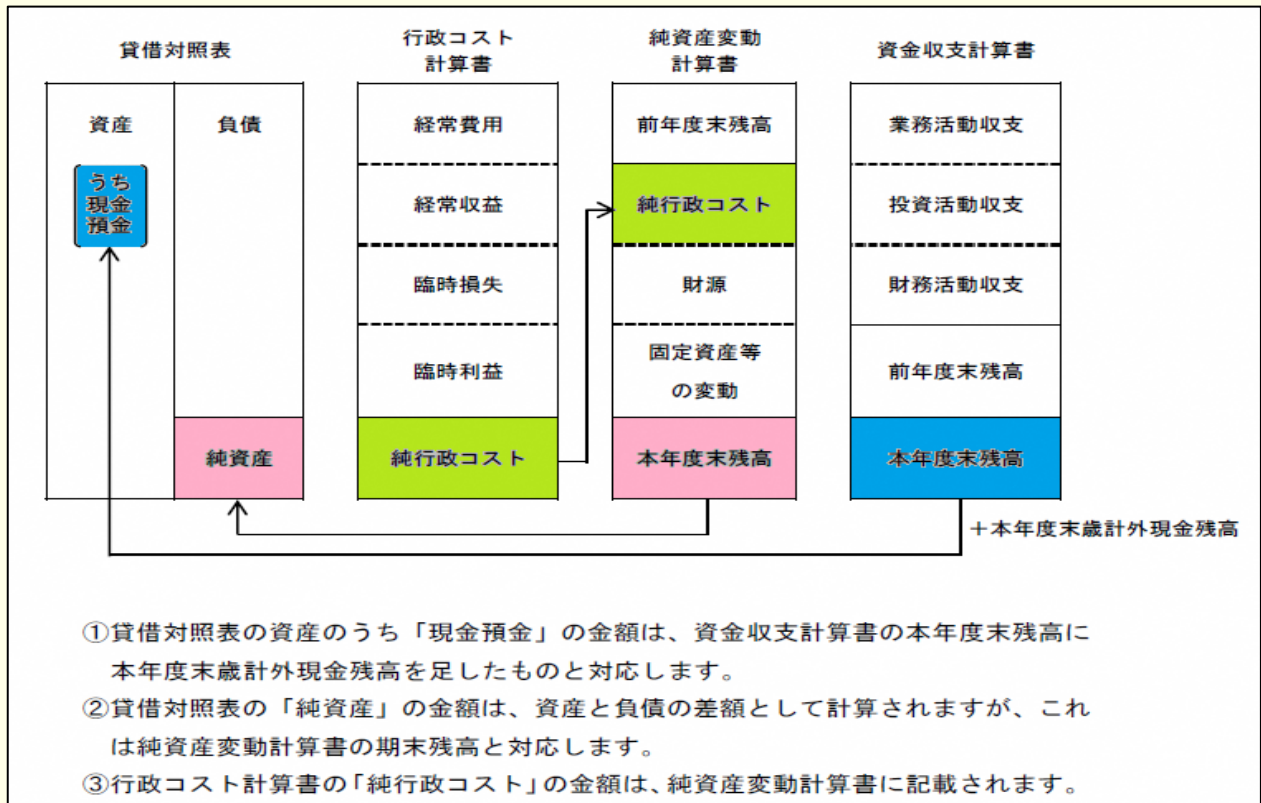 貸借対照表
行政コスト
計算書
純資産変動
計算書
資金収支計算書
資産
負債
うち
現金
預金
純資産
経常費用
経常収益
臨時損失
臨時利益
純行政コスト
前年度末残高
純行政コスト
財源
固定資産等
の変動
本年度末残高
業務活動収支
投資活動収支
財務活動収支
前年度末残高
本年度末残高
＋本年度末歳計外現金残高
①貸借対照表の資産のうち「現金預金」の金額は、資金収支計算書の本年度末残高に
本年度末歳計外現金残高を足したものと対応します。
②貸借対照表の「純資産」の金額は、資産と負債の差額として計算されますが、これ
は純資産変動計算書の期末残高と対応します。
③行政コスト計算書の「純行政コスト」の金額は、純資産変動計算書に記載されます。